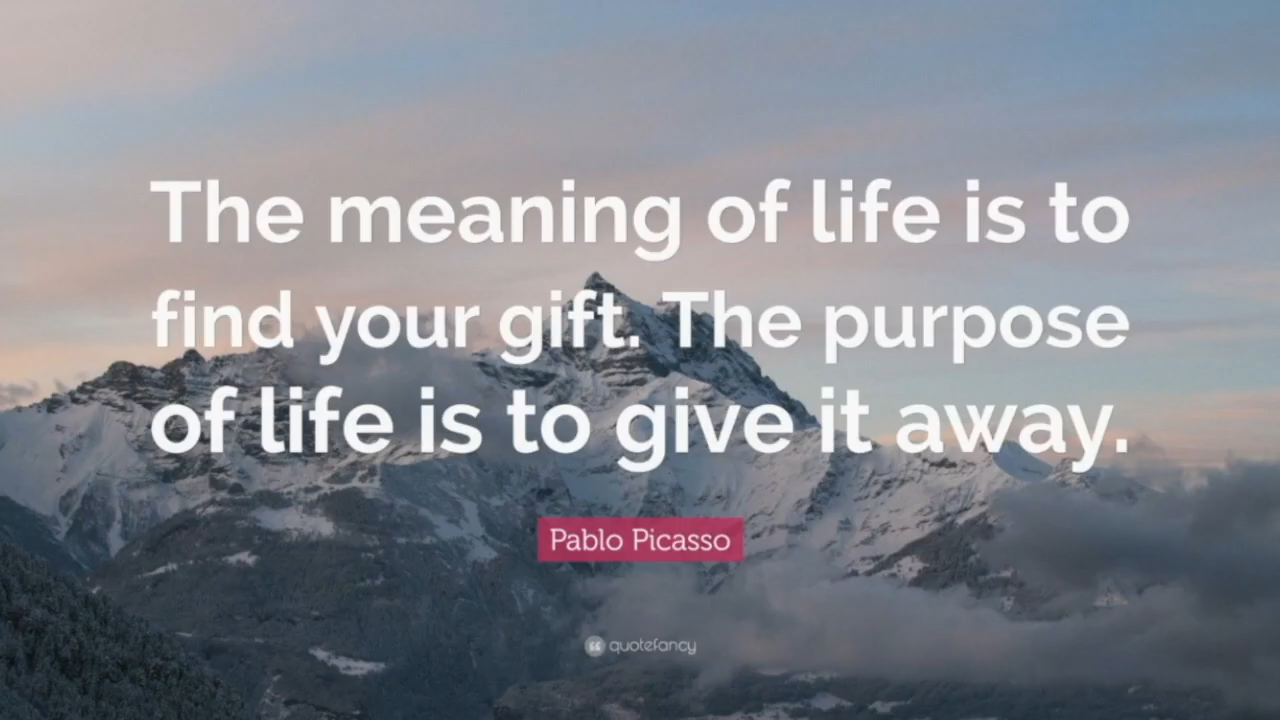 The meaning of life is to
find your gift. The purpose
of life is to give it away.
Pablo Picasso
quotefancy